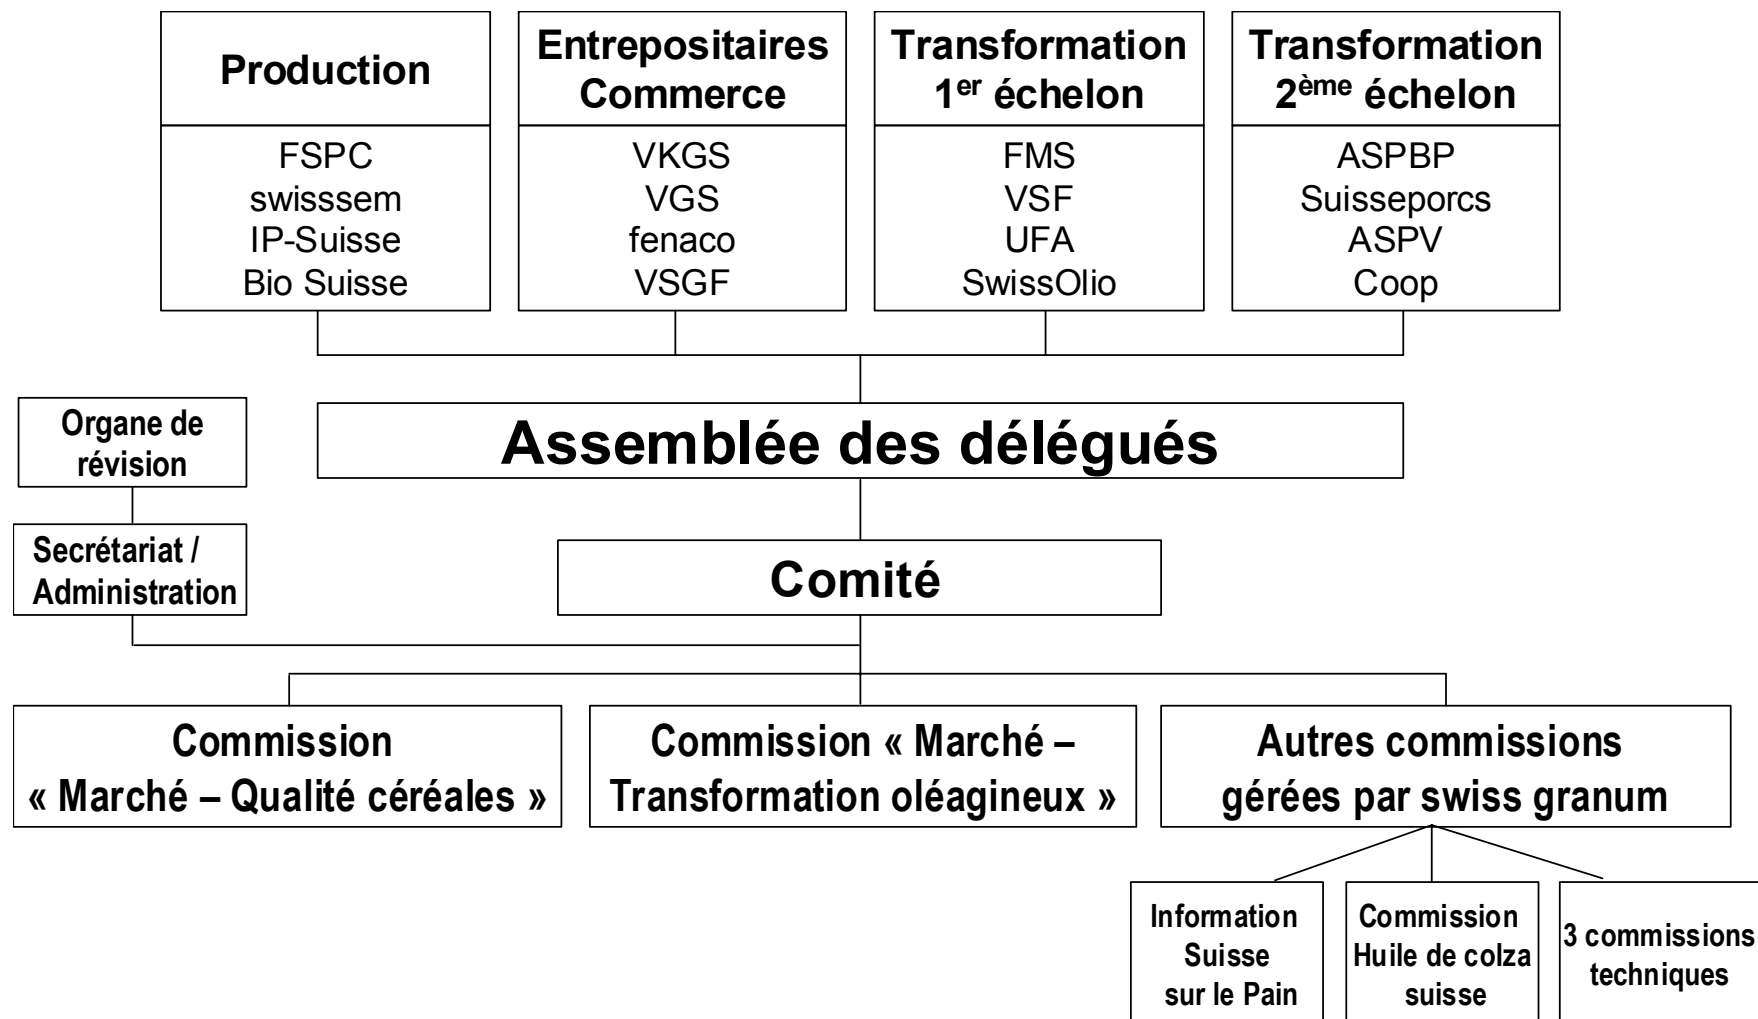 Production
FSPC
swisssem
IP-Suisse
Bio Suisse
Entrepositaires
Commerce
VKGS
VGS
fenaco
VSGF
Transformation
1er échelon
FMS
VSF
UFA
SwissOlio
Transformation
2ème échelon
ASPBP
Suisseporcs
ASPV
Coop
Assemblée des délégués
Organe de
révision
Secrétariat /
Administration
Comité
Commission
« Marché – Qualité céréales »
Commission « Marché –
Transformation oléagineux »
Autres commissions
gérées par swiss granum
Information
Suisse
sur le Pain
Commission
Huile de colza
suisse
3 commissions
techniques